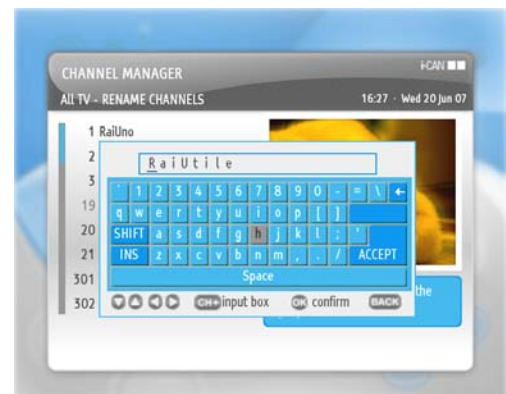 i-CAN
CHANNEL MANAGER
All TV - RENAME CHANNELS 16:27 - Wed 20 Jun 07
1 RaiUno
2
RaiUtile
3
` 1 2 3 4 5 6 7 8 9 0 - = \ ←
19
q w e r t y u i o p [ ]
20
SHIFT a s d f g h j k l ; '
21
INS z x c v b n m , . / ACCEPT
301
Space
the
302
CH+ input box OK confirm BACK